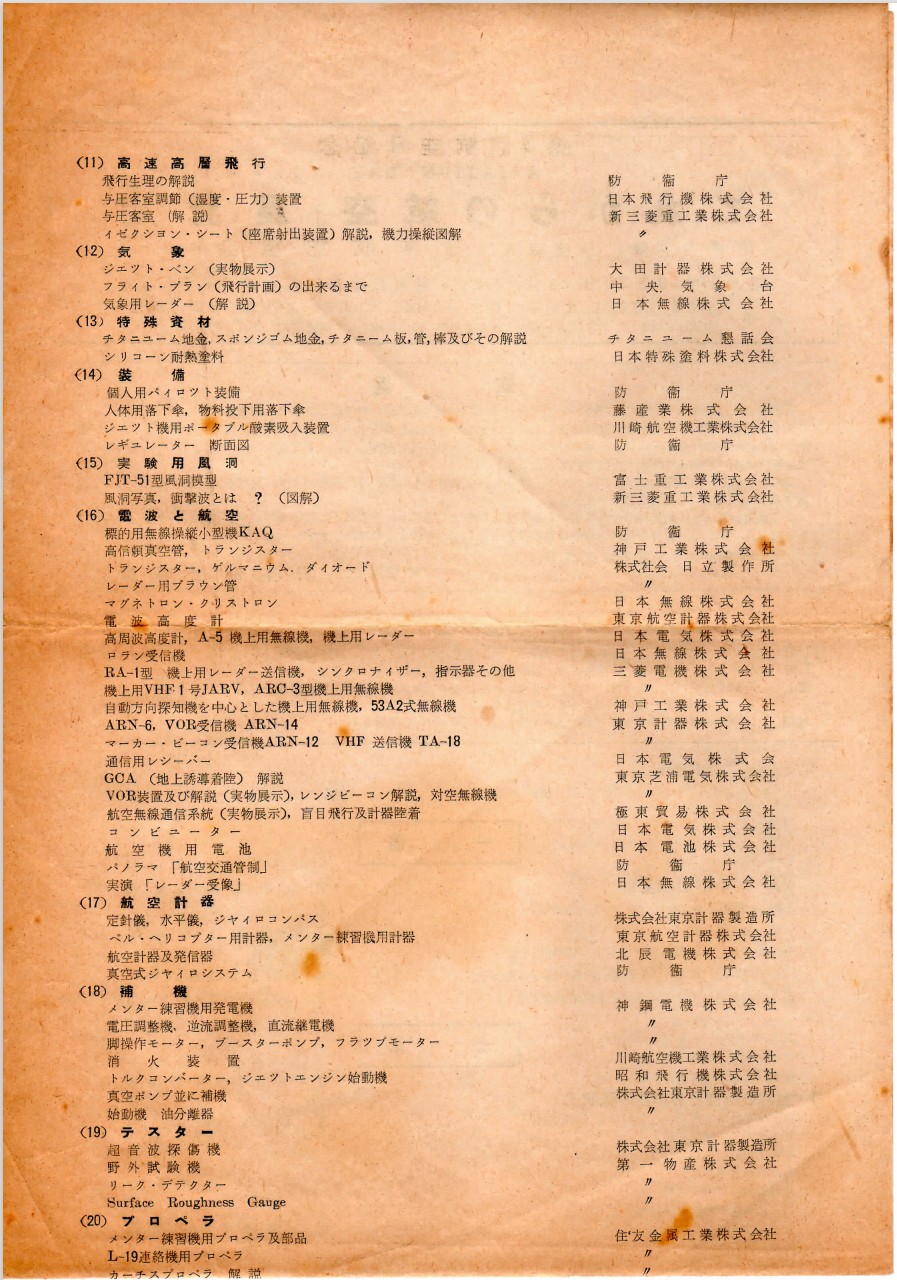 (11) 高速高層飛行
飛行生理の解説 防衛庁
与圧客室調節（湿度・圧力）装置 日本飛行機株式会社
与圧客室（解説） 新三菱重工業株式会社
イゼクション・シート（座席射出装置）解説，機力操縦図解 〃
(12) 気象
ジエツト・ベン（実物展示） 大田計器株式会社
フライト・プラン（飛行計画）の出来るまで 中央気象台
気象用レーダー（解説） 日本無線株式会社
(13) 特殊資材
チタニユーム地金，スポンジゴム地金，チタニーム板，管，棒及びその解説 チタニユーム懇話会
シリコーン耐熱塗料 日本特殊塗料株式会社
(14) 装備
個人用パイロツト装備 防衛庁
人体用落下傘，物料投下用落下傘 藤産業株式会社
ジエツト機用ポータブル酸素吸入装置 川崎航空機工業株式会社
レギユレーター 断面図 防衛庁
(15) 実験用風洞
FJT-51型風洞模型 富士重工業株式会社
風洞写真，衝撃波とは ？（図解） 新三菱重工業株式会社
(16) 電波と航空
標的用無線操縦小型機KAQ 防衛庁
高信頼真空管，トランジスター 神戸工業株式会社
トランジスター，ゲルマニウム．ダイオード 株式会会 日立製作所
レーダー用ブラウン管 〃
マグネトロン・クリストロン 日本無線株式会社
電波高度計 東京航空計器株式会社
高周波高度計，A-5 機上用無線機，機上用レーダー 日本電気株式会社
ロラン受信機 日本無線株式会社
RA-1型 機上用レーダー送信機，シンクロナイザー，指示器その他 三菱電機株式会社
機上用VHF1号JARV，ARC-3型機上用無線機 〃
自動方向探知機を中心とした機上用無線機，53A2式無線機 神戸工業株式会社
ARN-6，VOR受信機 ARN-14 東京計器株式会社
マーカー・ビーコン受信機ARN-12 VHF 送信機 TA-18 〃
通信用レシーバー 日本電気株式会
GCA（地上誘導着陸）解説 東京芝浦電気株式会社
VOR装置及び解説（実物展示），レンジビーコン解説，対空無線機 〃
航空無線通信系統（実物展示），盲目飛行及計器陸着 極東貿易株式会社
コンピユーター 日本電気株式会社
航空機用電池 日本電池株式会社
パノラマ「航空交通管制」 防衛庁
実演「レーダー受像」 日本無線株式会社
(17) 航空計器
定針儀，水平儀，ジヤイロコンパス 株式会社東京計器製造所
ベル・ヘリコプター用計器，メンター練習機用計器 東京航空計器株式会社
航空計器及発信器 北辰電機株式会社
真空式ジヤイロシステム 防衛庁
(18) 補機
メンター練習機用発電機 神鋼電機株式会社
電圧調整機、逆流調整機，直流継電機 〃
脚操作モーター，ブースターポンプ，フラツプモーター 〃
消火装置 川崎航空機工業株式会社
トルクコンバーター，ジエツトエンジン始動機 昭和飛行機株式会社
真空ポンプ並に補機 株式会社東京計器製造所
始動機 油分離器 〃
(19) テスター
超音波探傷機 株式会社東京計器製造所
野外試験機 第一物産株式会社
リーク・デテクター 〃
Surface Roughness Gauge 〃
(20) プロペラ
メンター練習機用プロペラ及部品 住友金属工業株式会社
L-19連絡機用プロペラ 〃
カーチスプロペラ 解説 〃